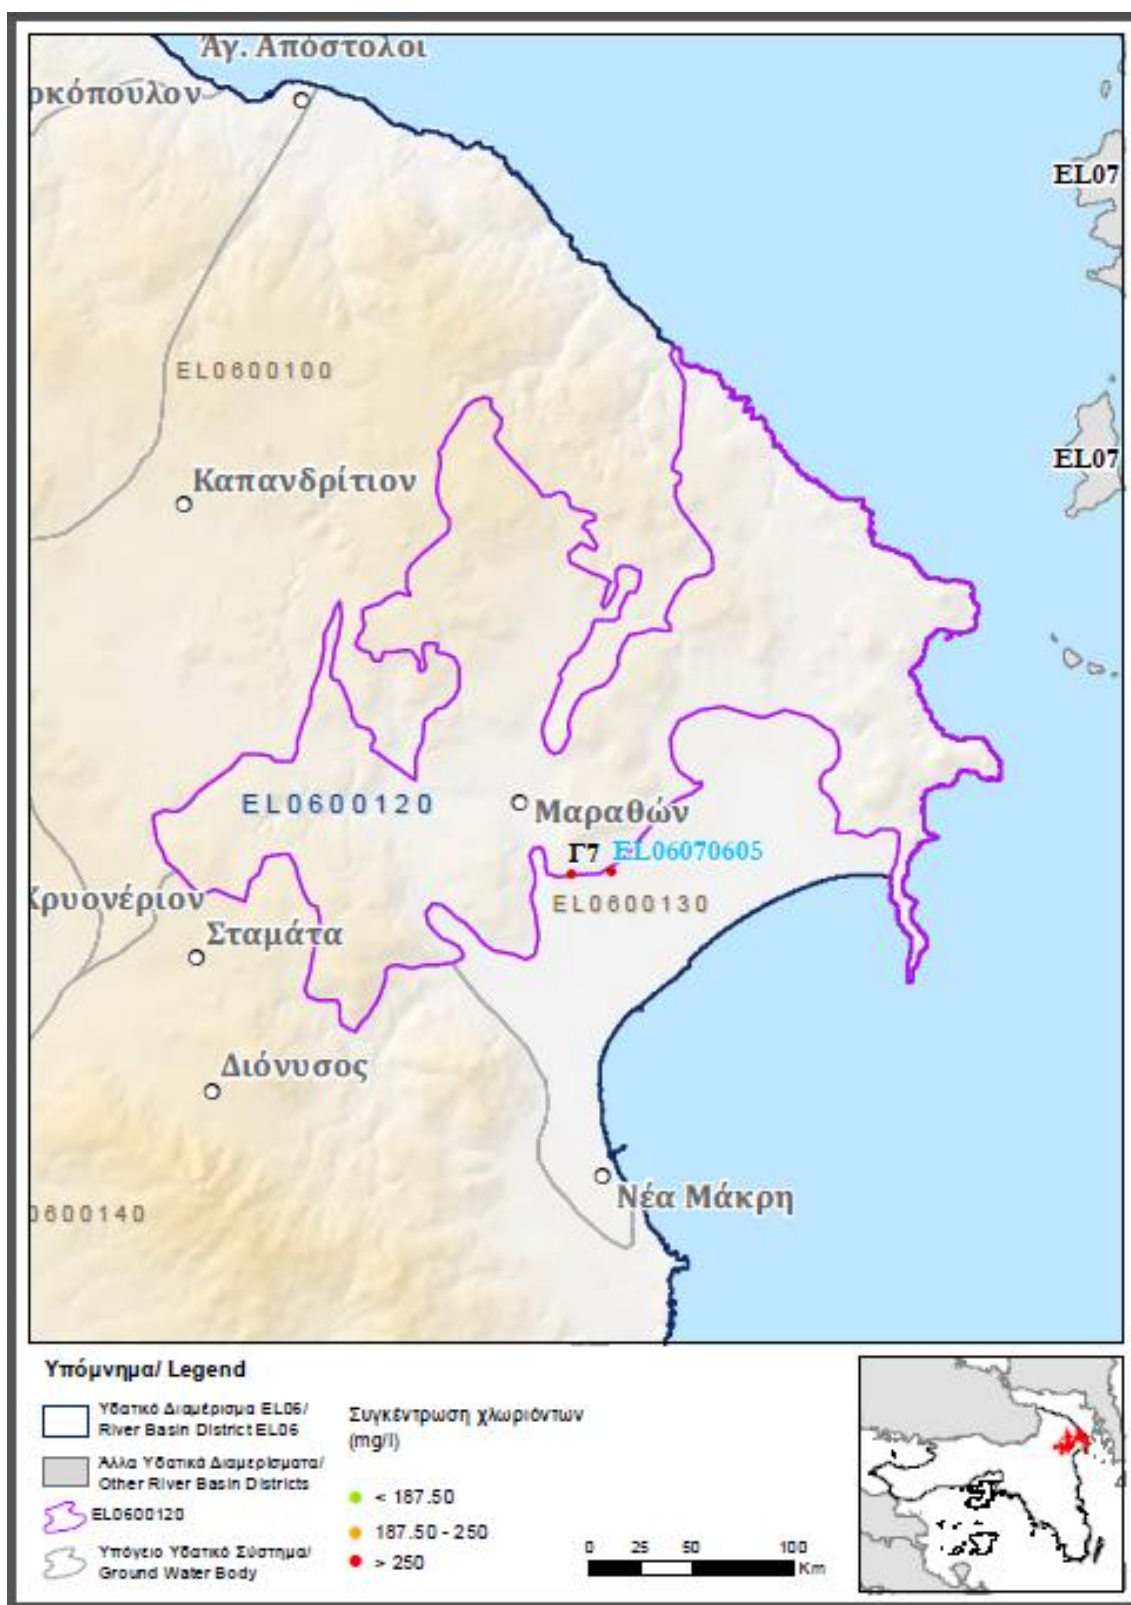 Άγ. Απόστολοι
ρκόπουλον
EL07
EL0600100
EL07
Καπανδρίτιον
EL0600120
Μαραθών
Γ7
EL06070605
EL0600130
Κρυονέριον
Σταμάτα
Διόνυσος
Νέα Μάκρη
0600140
Υπόμνημα/ Legend
Υδατικό Διαμέρισμα EL06/
River Basin District EL06
Άλλα Υδατικά Διαμερίσματα/
Other River Basin Districts
EL0600120
Υπόγειο Υδατικό Σύστημα/
Ground Water Body
Συγκέντρωση χλωριόντων
(mg/l)
< 187.50
187.50 - 250
> 250
0 25 50 100
Km